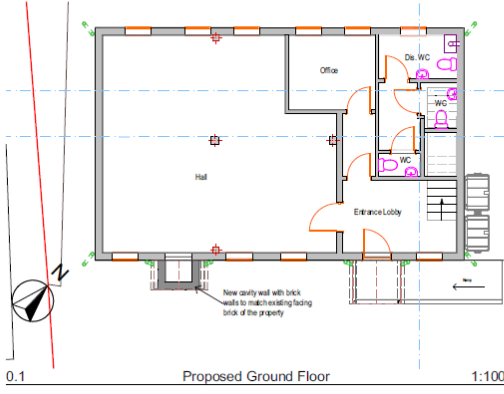 Dis. WC
Office
WC
Hall
WC
Entrance Lobby
N
New cavity wall with brick
walls to match existing facing
brick of the property
0.1
Proposed Ground Floor
1:100